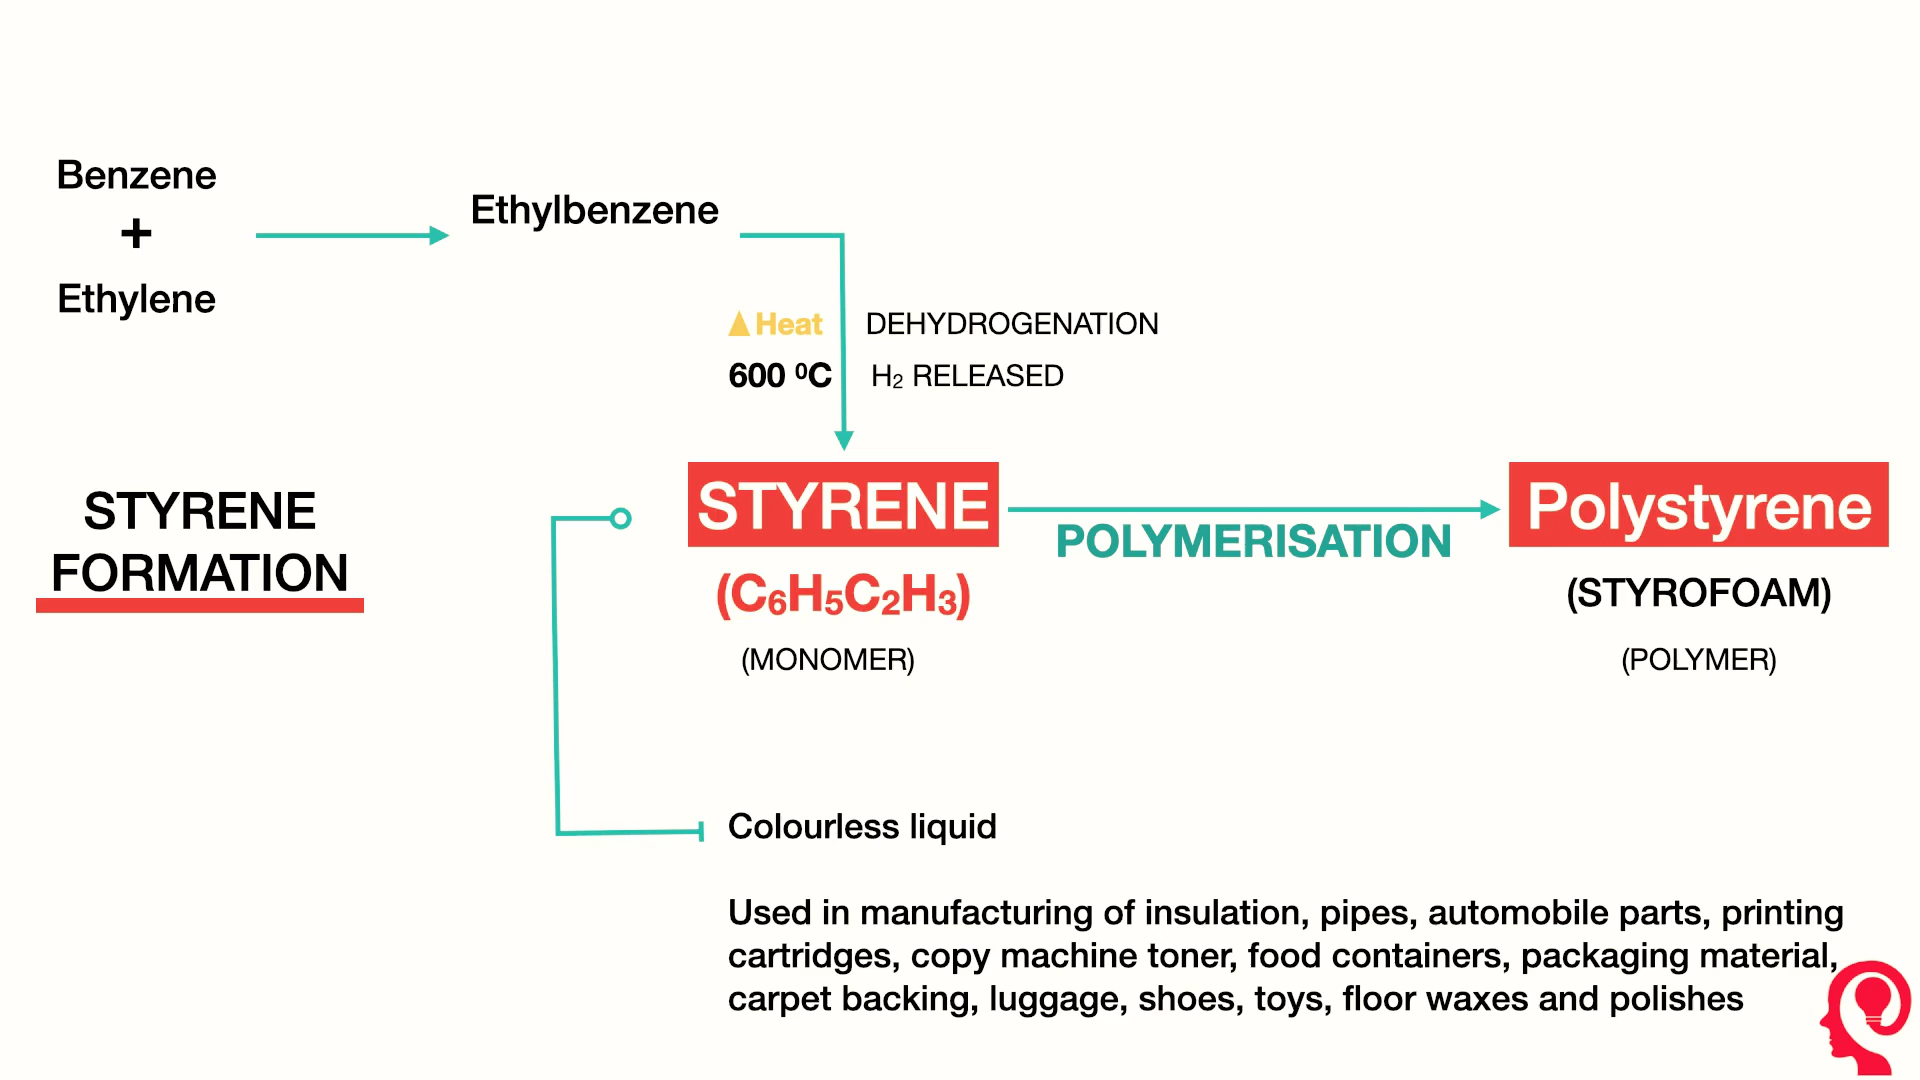 Benzene
+
Ethylene
Ethylbenzene
Heat
600 ⁰C
DEHYDROGENATION
H₂ RELEASED
STYRENE
FORMATION
STYRENE
(C₆H₅C₂H₃)
(MONOMER)
POLYMERISATION
Polystyrene
(STYROFOAM)
(POLYMER)
Colourless liquid
Used in manufacturing of insulation, pipes, automobile parts, printing
cartridges, copy machine toner, food containers, packaging material,
carpet backing, luggage, shoes, toys, floor waxes and polishes